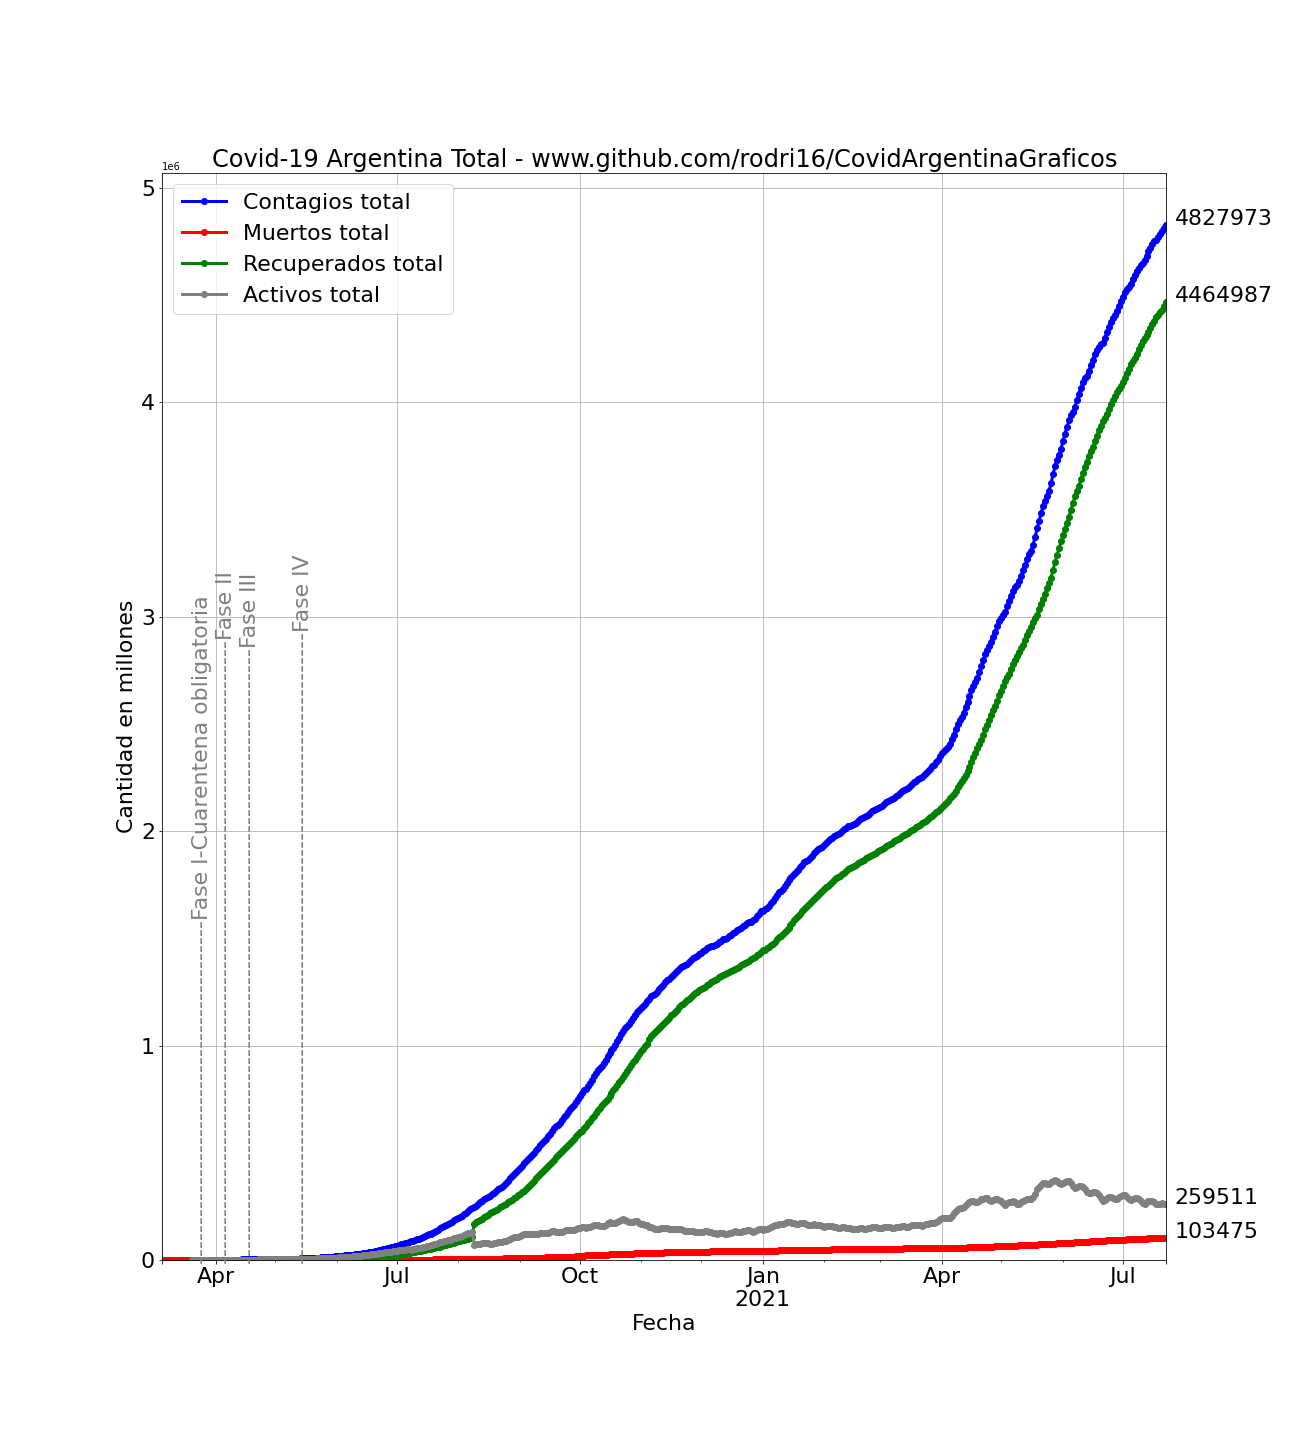 Covid-19 Argentina Total - www.github.com/rodri16/CovidArgentinaGraficos
1e6
5
4
3
2
1
0
Cantidad en millones
Contagios total
Muertos total
Recuperados total
Activos total
Fase I-Cuarentena obligatoria
Fase II
Fase III
Fase IV
4827973
4464987
259511
103475
Apr
Jul
Oct
Jan
2021
Apr
Jul
Fecha